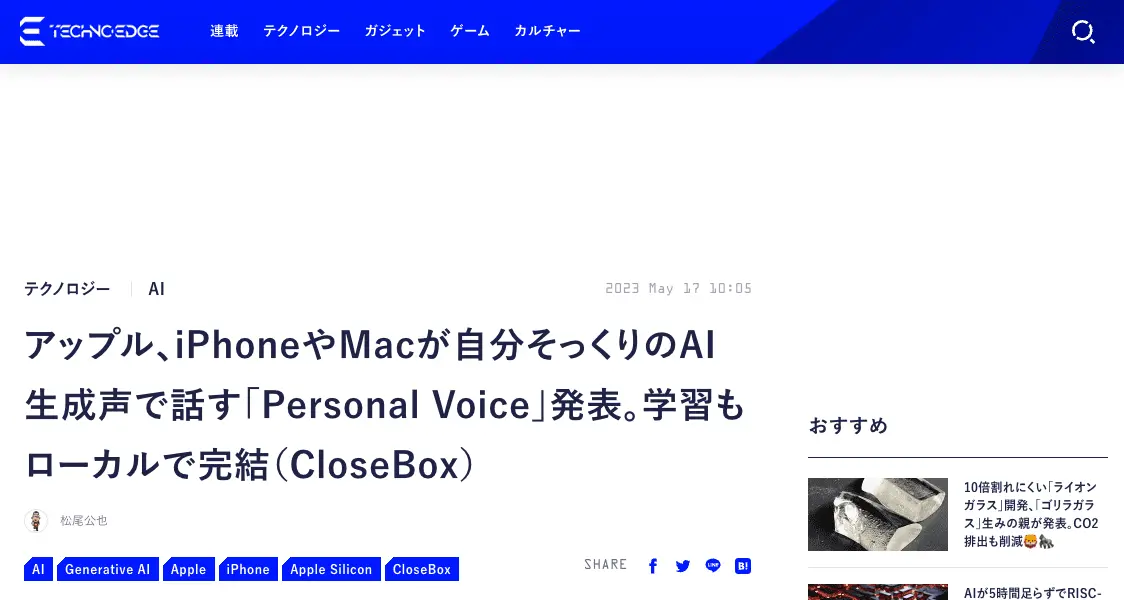 TECHNO-EDGE
連載 テクノロジー ガジェット ゲーム カルチャー
テクノロジー AI
2023 May 17 10:05
アップル、iPhoneやMacが自分そっくりのAI
生成声で話す「Personal Voice」発表。学習も
ローカルで完結(CloseBox)
松尾公也
AI Generative AI Apple iPhone Apple Silicon CloseBox
SHARE
LINE
B!
おすすめ
10倍割れにくい「ライオン
ガラス」開発、「ゴリラガラ
ス」生みの親が発表。CO2
排出も削減🦁🦍
AIが5時間足らずでRISC-